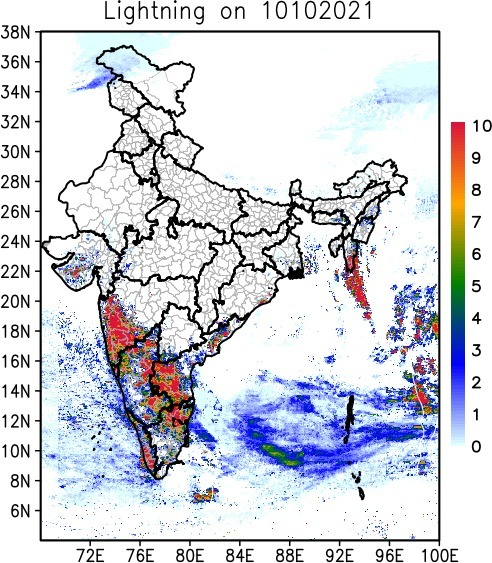 Lightning on 10102021
38N
36N
34N
32N
30N
28N
26N
24N
22N
20N
18N
16N
14N
12N
10N
8N
6N
72E 76E 80E 84E 88E 92E 96E 100E
10
9
8
7
6
5
4
3
2
1
0